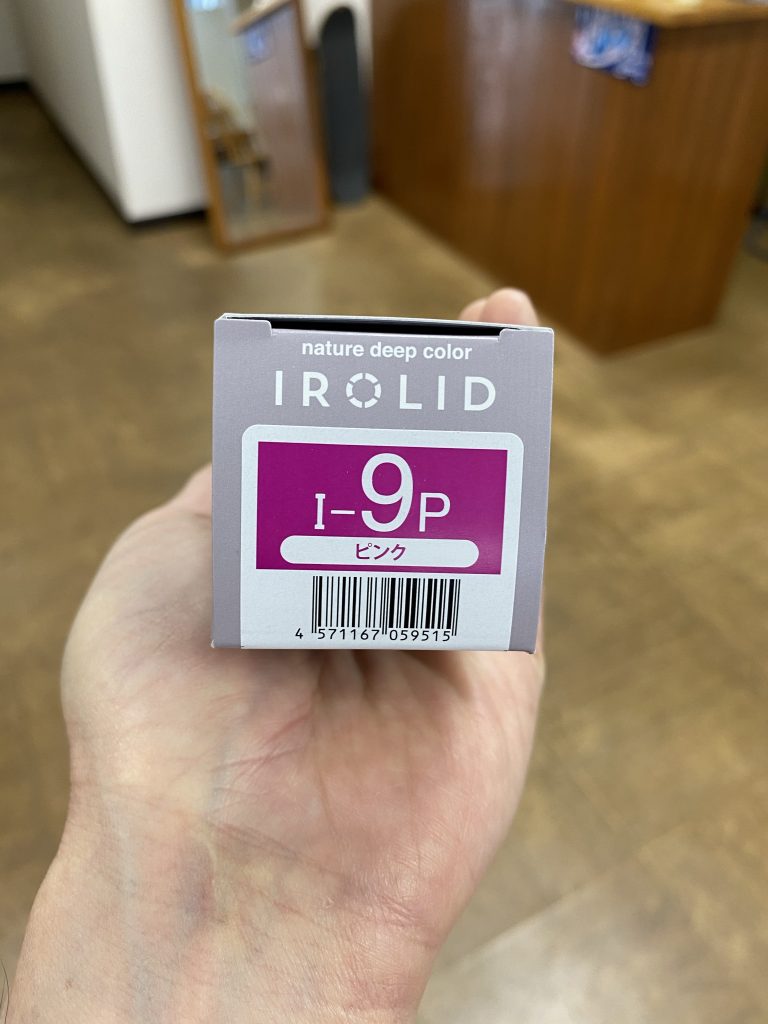 nature deep color
IROLID
I-9P
ピンク
4 571167 059515